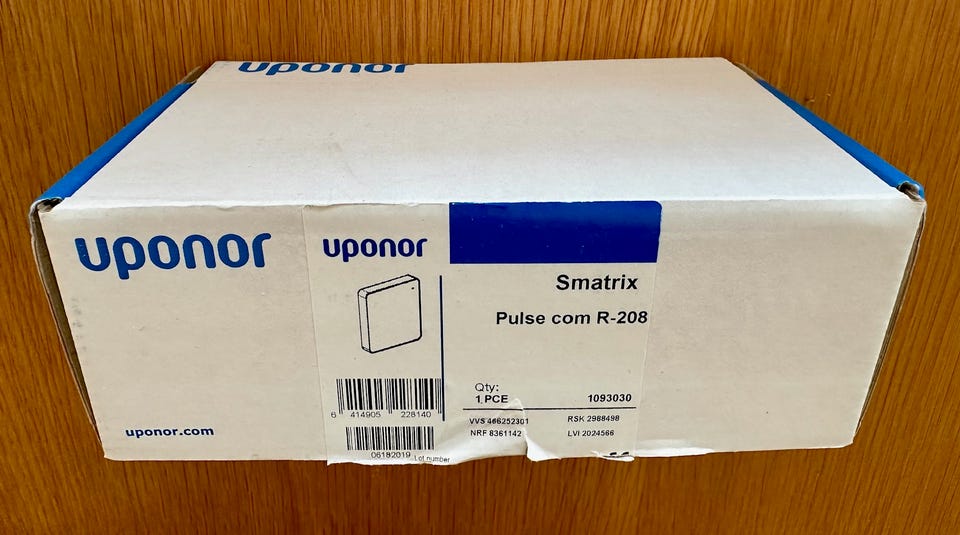 uponor
uponor
uponor
Smatrix
Pulse com R-208
Qty:
1 PCE
1093030
6 414905 228140
VVS 466252301
RSK 2988498
NRF 8361142
LVI 2024566
06182019
Lot number
uponor.com